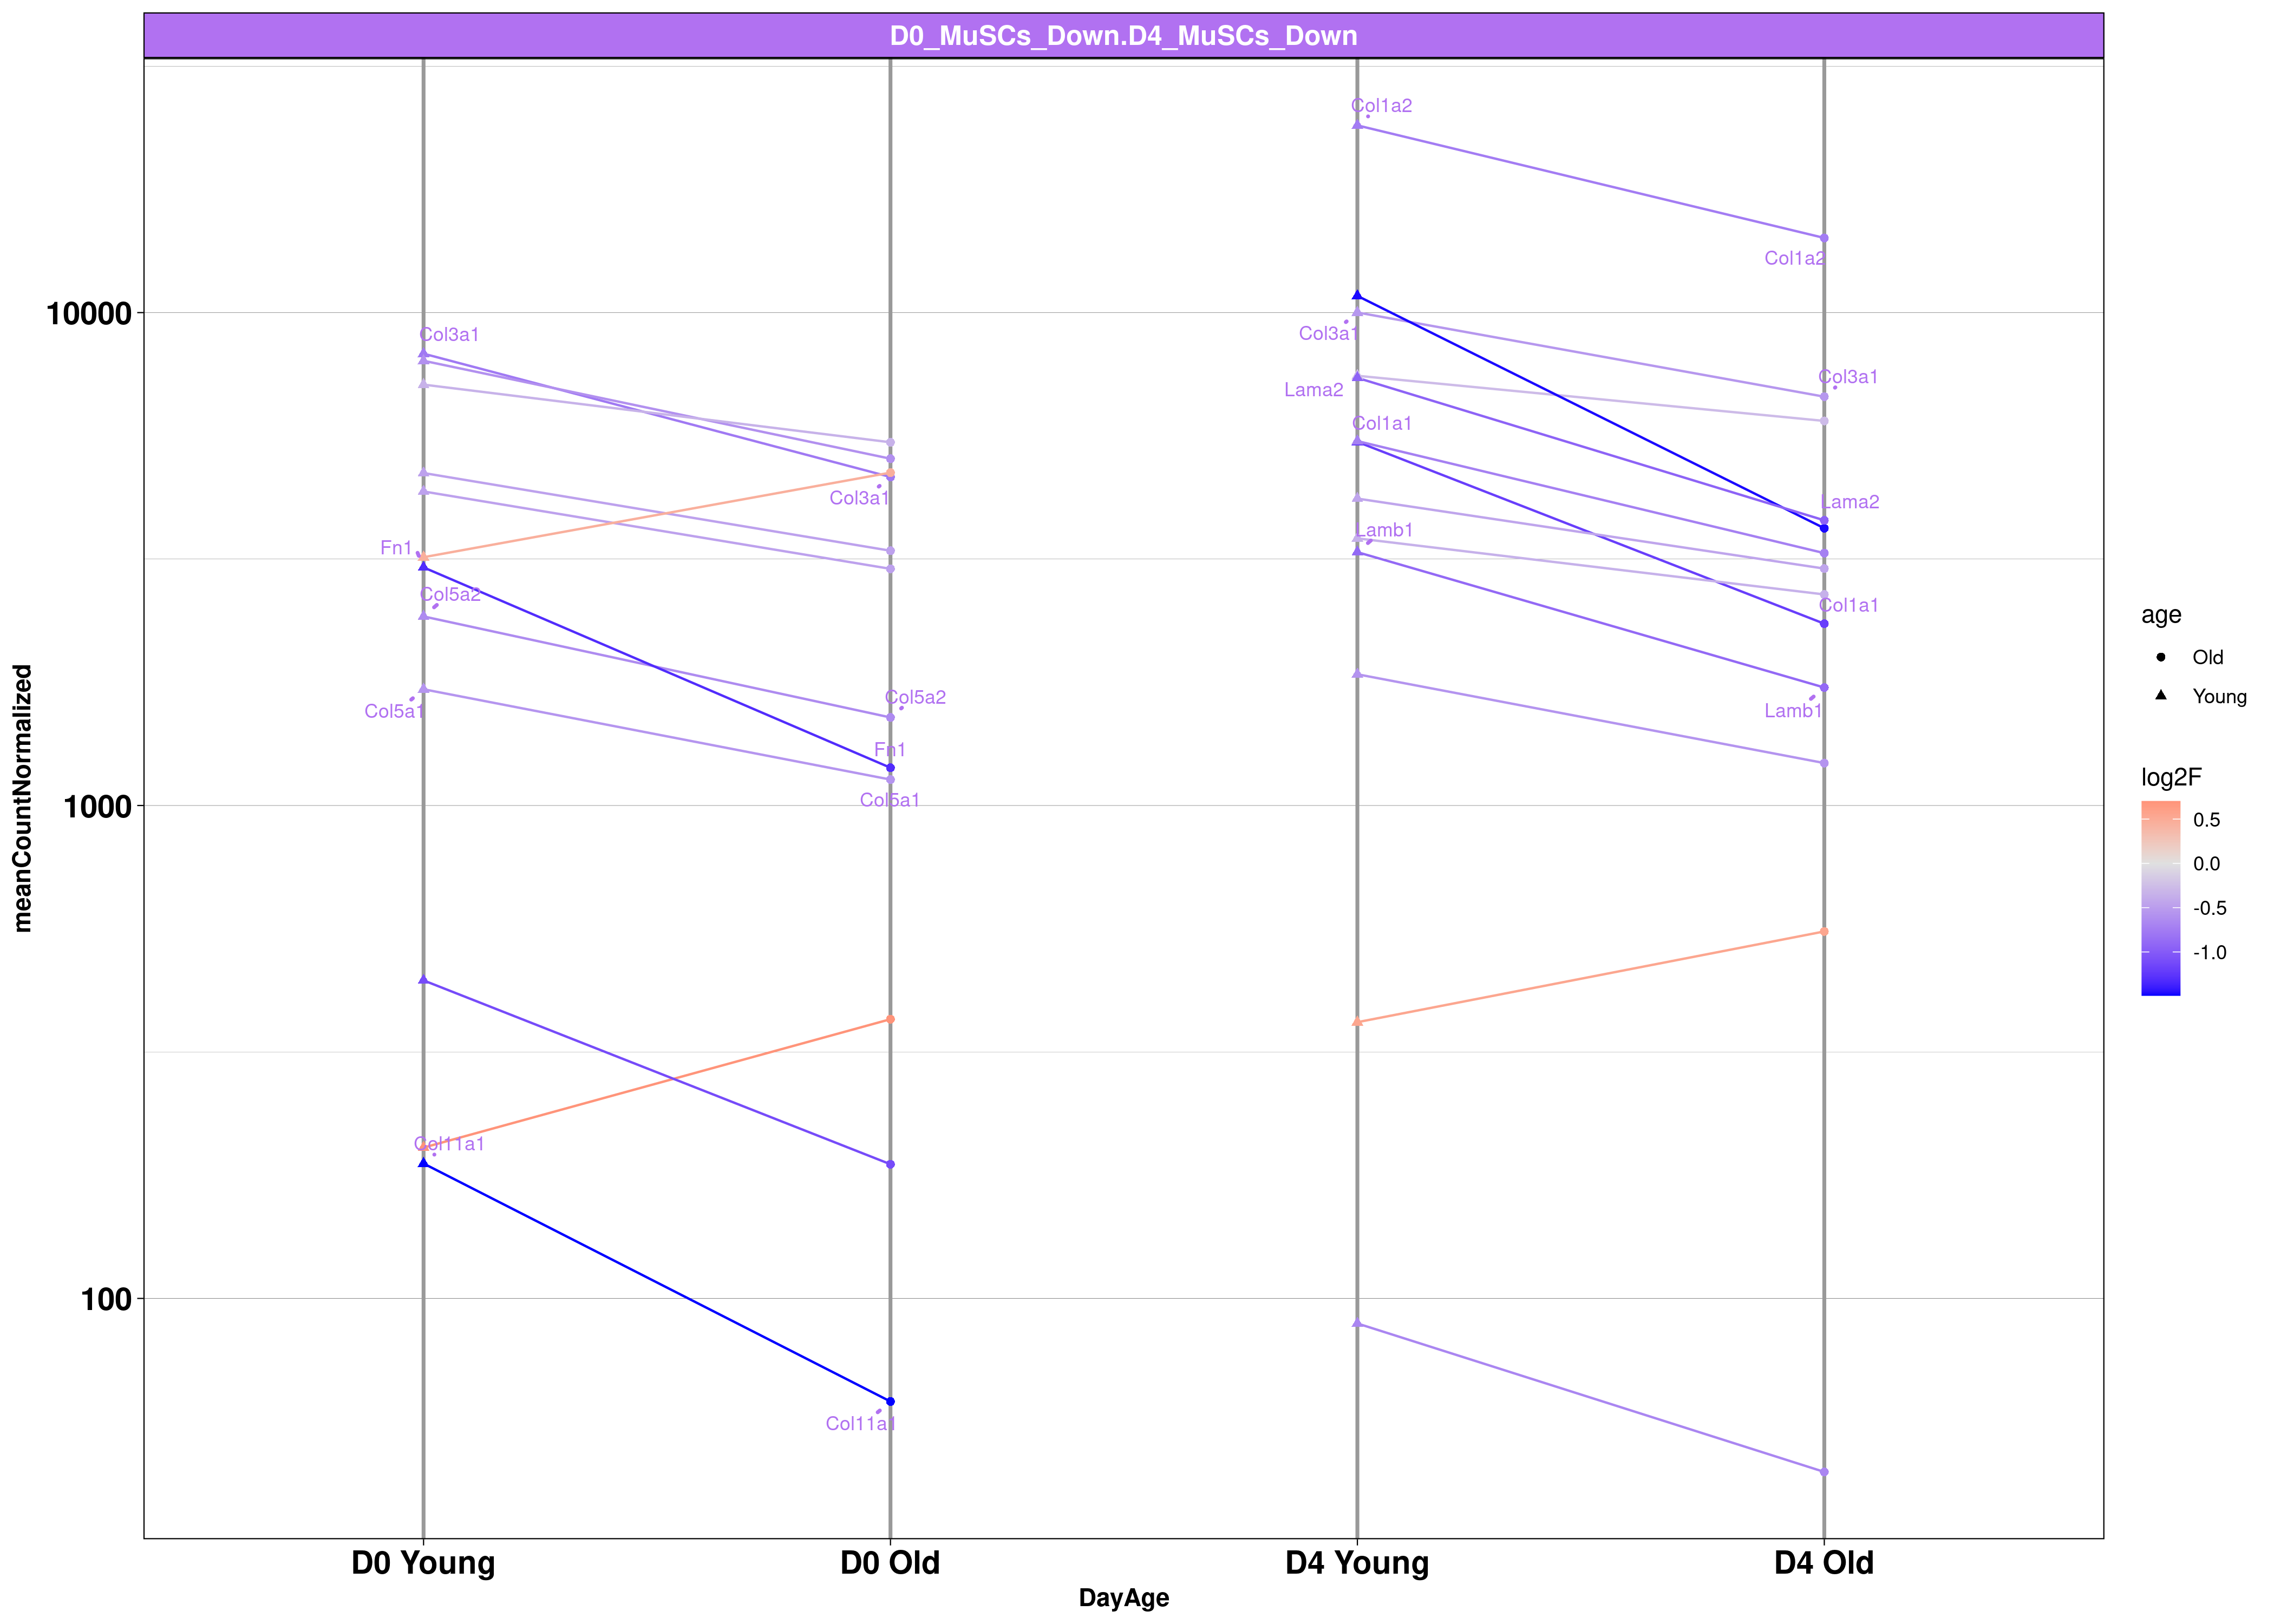 D0_MuSCs_Down.D4_MuSCs_Down
Col1a2
Col1a2
10000
Col3a1
Col3a1
Col3a1
Lama2
Col1a1
Col3a1
Lama2
Fn1
Lamb1
Col5a2
Col1a1
Col5a1
Col5a2
Lamb1
Fn1
Col5a1
1000
Col11a1
100
Col11a1
meanCountNormalized
D0 Young
D0 Old
D4 Young
D4 Old
DayAge
age
Old
Young
log2F
0.5
0.0
-0.5
-1.0